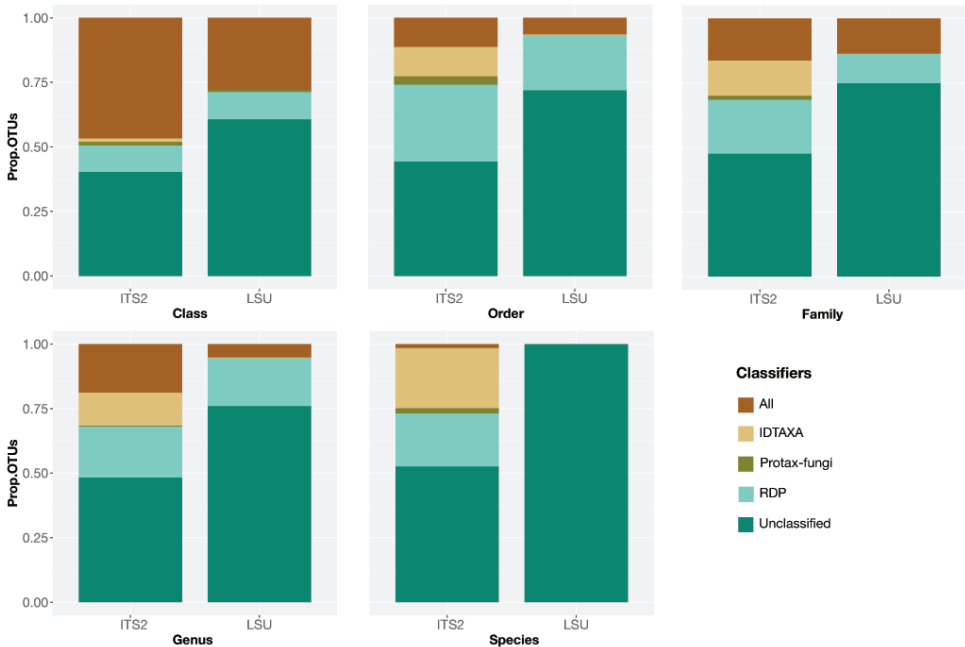 Prop.OTUs
1.00
0.75
0.50
0.25
0.00
ITS2 LSU
Class
ITS2 LSU
Order
ITS2 LSU
Family
Prop.OTUs
1.00
0.75
0.50
0.25
0.00
ITS2 LSU
Genus
ITS2 LSU
Species
Classifiers
All
IDTAXA
Protax-fungi
RDP
Unclassified